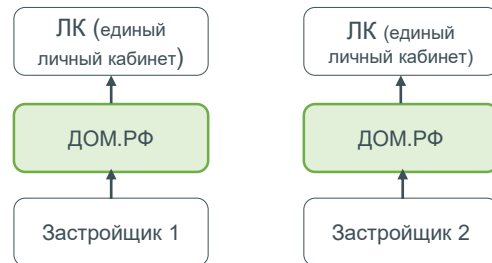 ЛК (единый
личный кабинет)
ДОМ.РФ
Застройщик 1
ЛК (единый
личный кабинет)
ДОМ.РФ
Застройщик 2